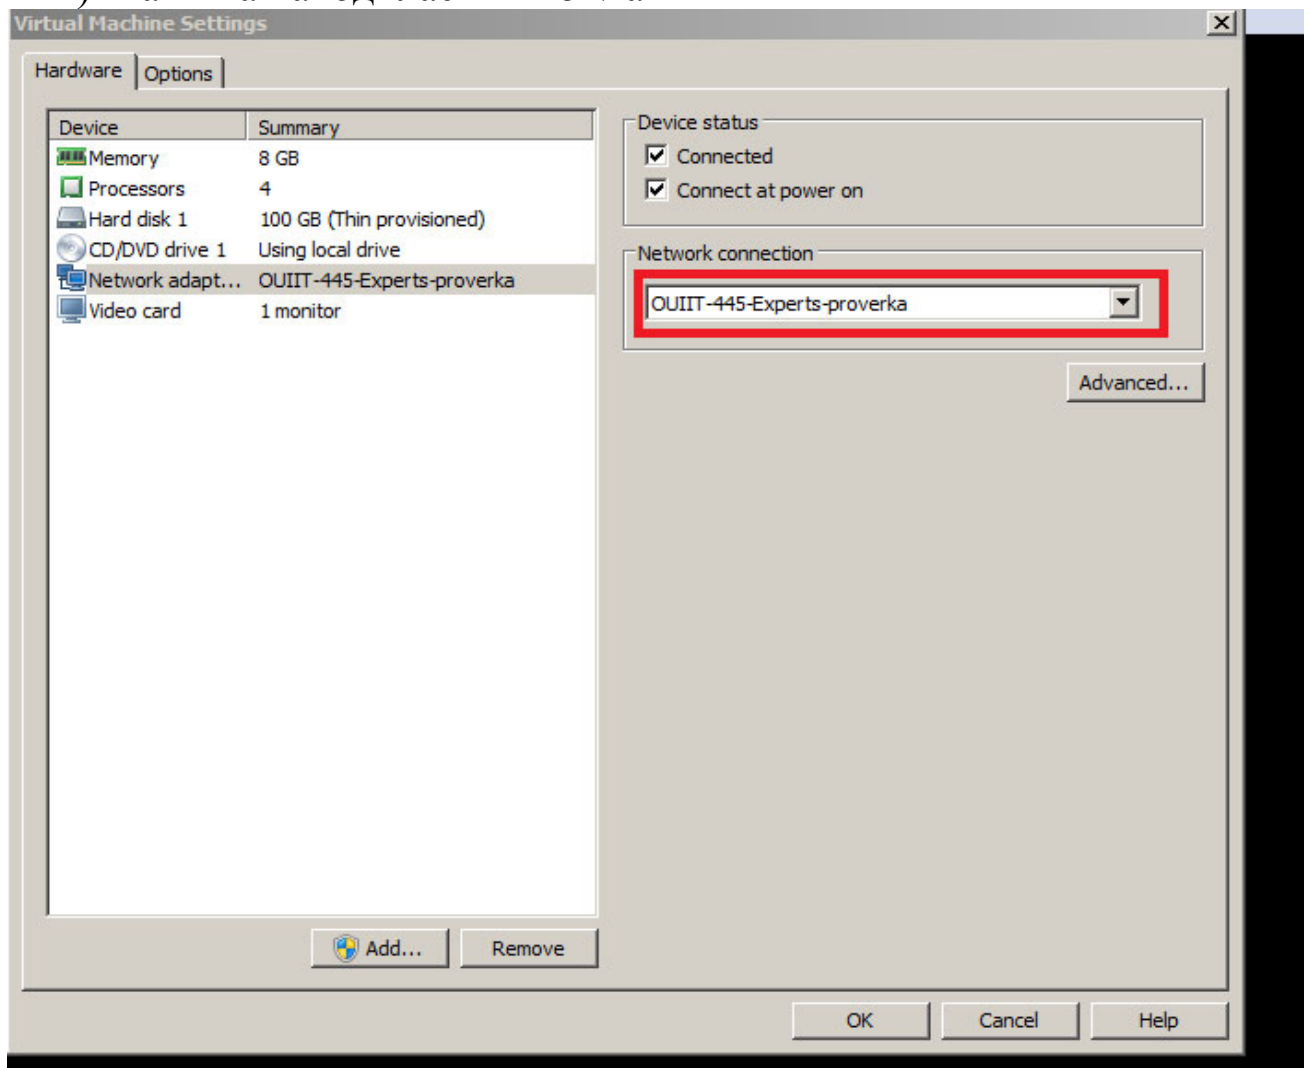 Virtual Machine Settings
Hardware
Options
Device Summary
Memory 8 GB
Processors 4
Hard disk 1 100 GB (Thin provisioned)
CD/DVD drive 1 Using local drive
Network adapt... OUIIT-445-Experts-proverka
Video card 1 monitor
Add...
Remove
Device status
Connected
Connect at power on
Network connection
OUIIT-445-Experts-proverka
Advanced...
OK
Cancel
Help